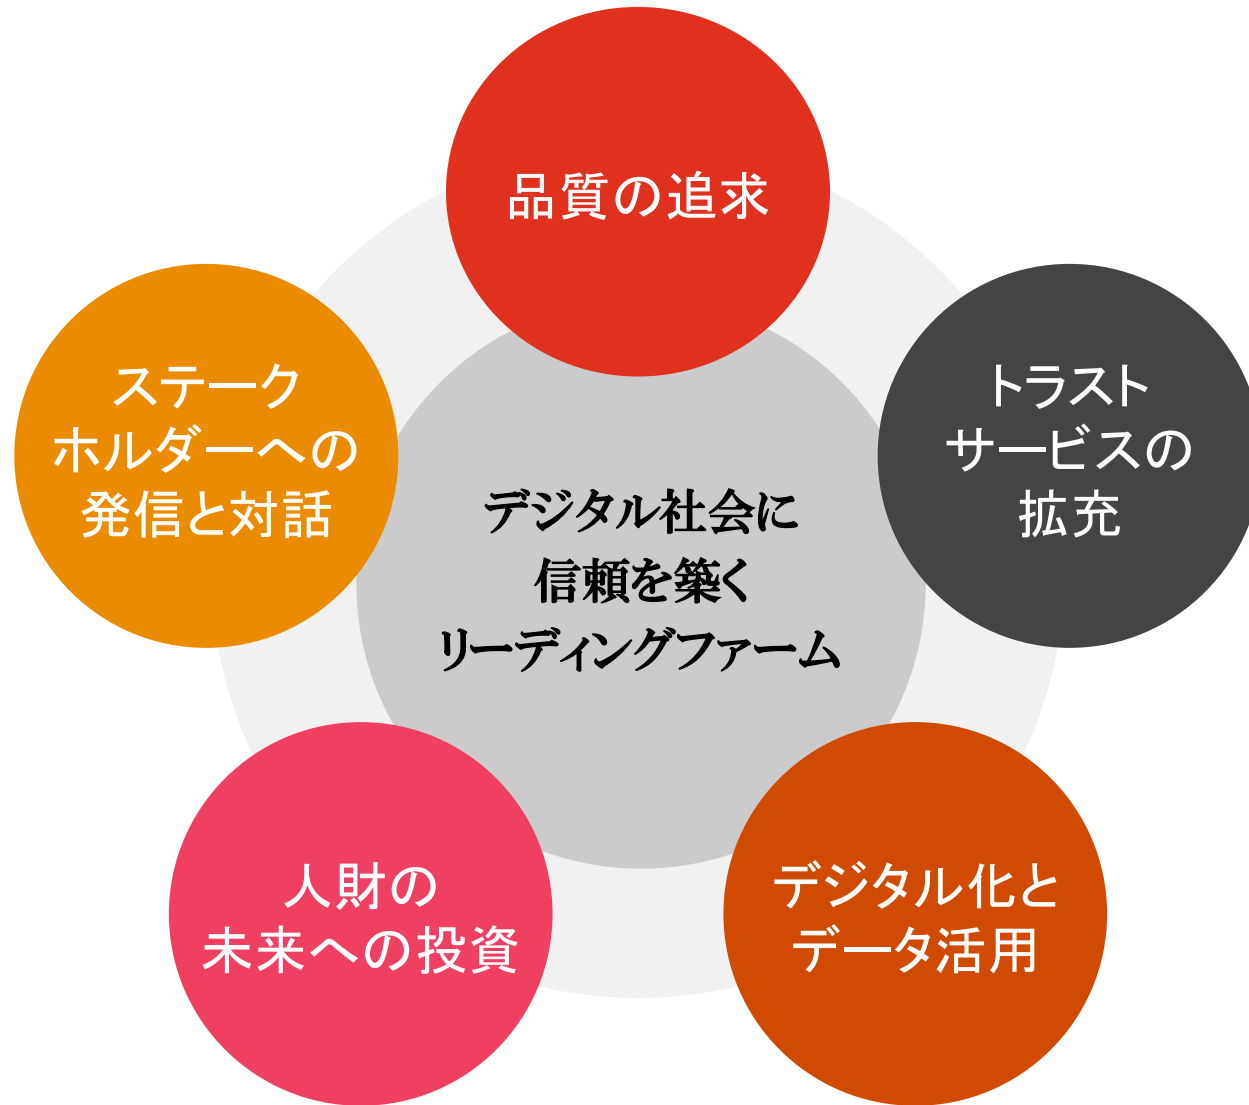 品質の追求
トラスト
サービスの
拡充
デジタル化と
データ活用
人財の
未来への投資
ステーク
ホルダーへの
発信と対話
デジタル社会に
信頼を築く
リーディングファーム